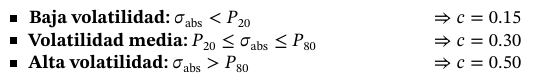 ▪ Baja volatilidad: σ_abs < P_20 ⇒ c = 0.15
▪ Volatilidad media: P_20 ≤ σ_abs ≤ P_80 ⇒ c = 0.30
▪ Alta volatilidad: σ_abs > P_80 ⇒ c = 0.50